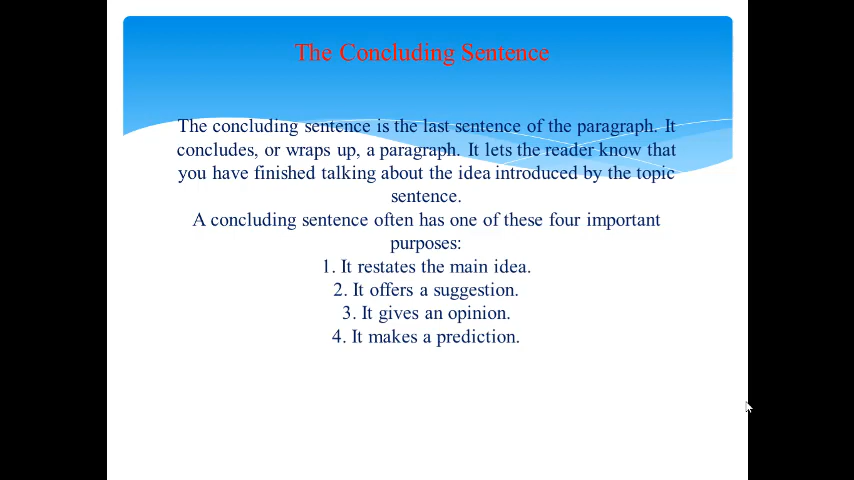 The Concluding Sentence
The concluding sentence is the last sentence of the paragraph. It
concludes, or wraps up, a paragraph. It lets the reader know that
you have finished talking about the idea introduced by the topic
sentence.
A concluding sentence often has one of these four important
purposes:
1. It restates the main idea.
2. It offers a suggestion.
3. It gives an opinion.
4. It makes a prediction.